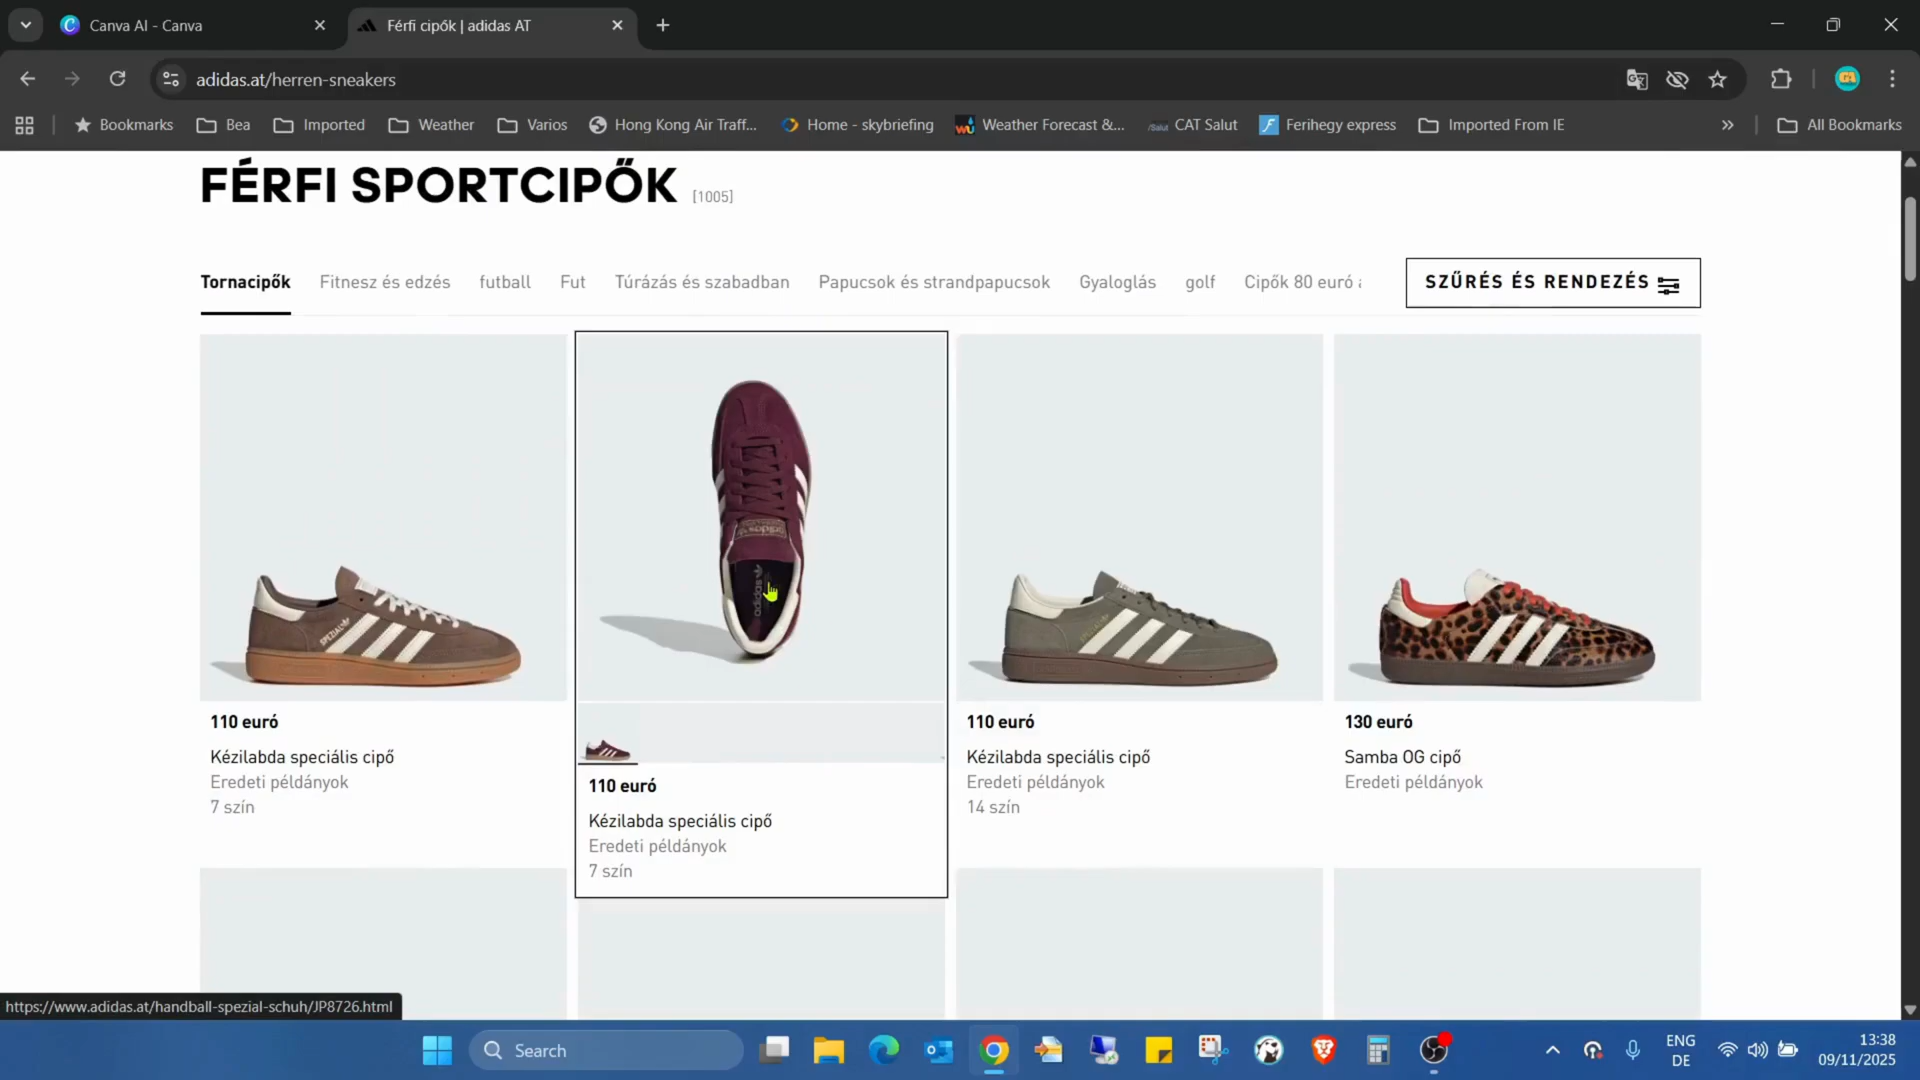 Canva AI - Canva
Férfi cipők | adidas AT
adidas.at/herren-sneakers
Bookmarks
Bea
Imported
Weather
Varios
Hong Kong Air Traff...
Home - skybriefing
Weather Forecast &...
CAT Salut
Ferihegy express
Imported From IE
All Bookmarks
FÉRFI SPORTCIPŐK [1005]
Tornacipők
Fitnesz és edzés
futball
Fut
Túrázás és szabadban
Papucsok és strandpapucsok
Gyaloglás
golf
Cipők 80 euró
SZŰRÉS ÉS RENDEZÉS
adidas
adidas
SPEZIAL
110 euró
Kézilabda speciális cipő
Eredeti példányok
7 szín
110 euró
Kézilabda speciális cipő
Eredeti példányok
7 szín
110 euró
Kézilabda speciális cipő
Eredeti példányok
14 szín
130 euró
Samba OG cipő
Eredeti példányok
https://www.adidas.at/handball-spezial-schuh/JP8726.html
Search
ENG
DE
13:38
09/11/2025